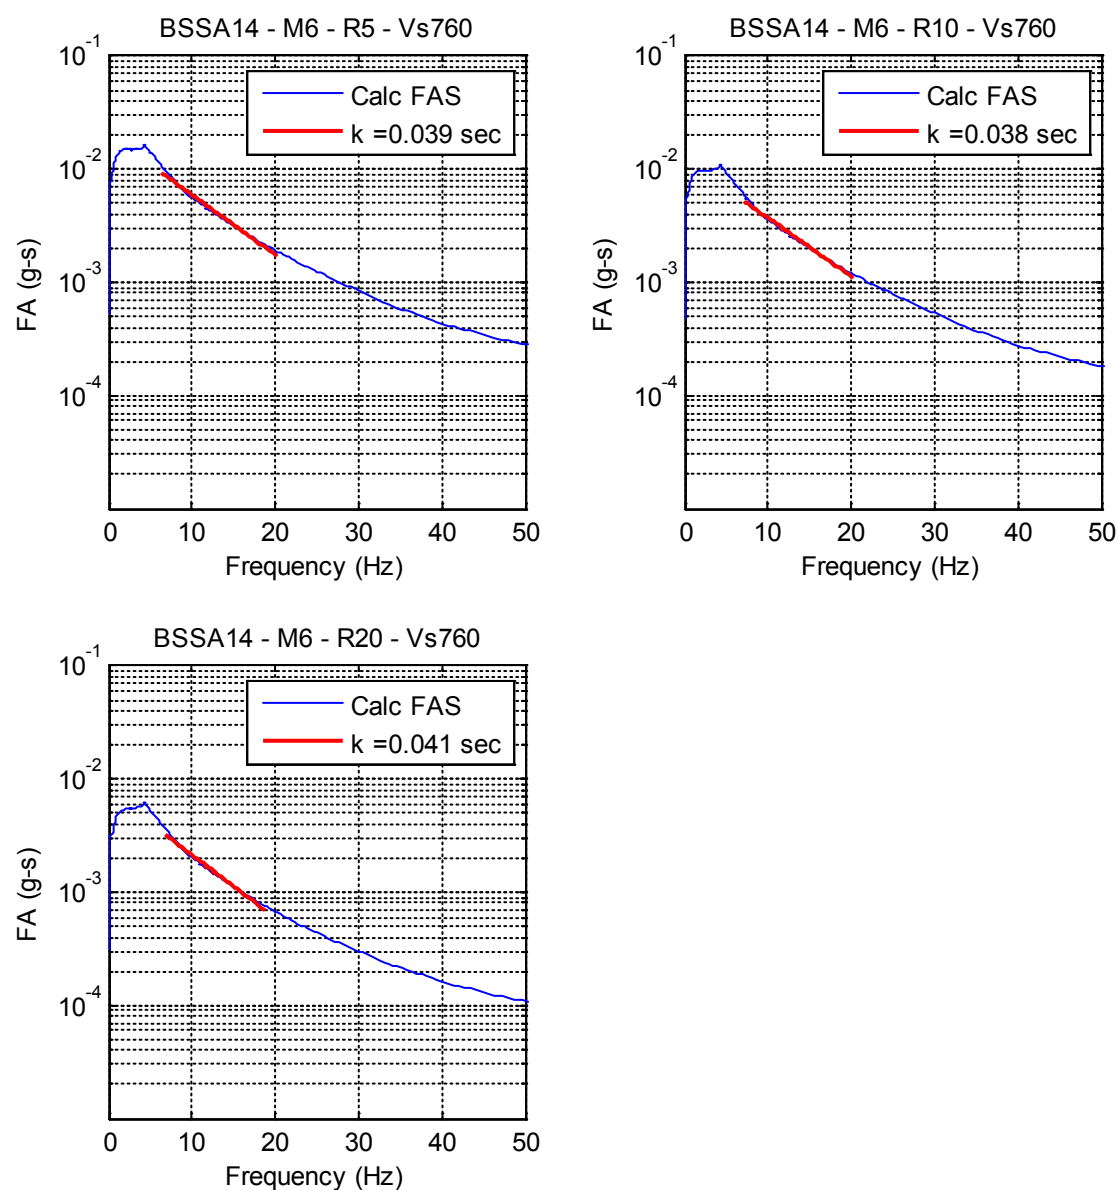 BSSA14 - M6 - R5 - Vs760
10^-1
10^-2
10^-3
10^-4
FA (g-s)
Calc FAS
k =0.039 sec
0 10 20 30 40 50
Frequency (Hz)
BSSA14 - M6 - R10 - Vs760
10^-1
10^-2
10^-3
10^-4
FA (g-s)
Calc FAS
k =0.038 sec
0 10 20 30 40 50
Frequency (Hz)
BSSA14 - M6 - R20 - Vs760
10^-1
10^-2
10^-3
10^-4
FA (g-s)
Calc FAS
k =0.041 sec
0 10 20 30 40 50
Frequency (Hz)